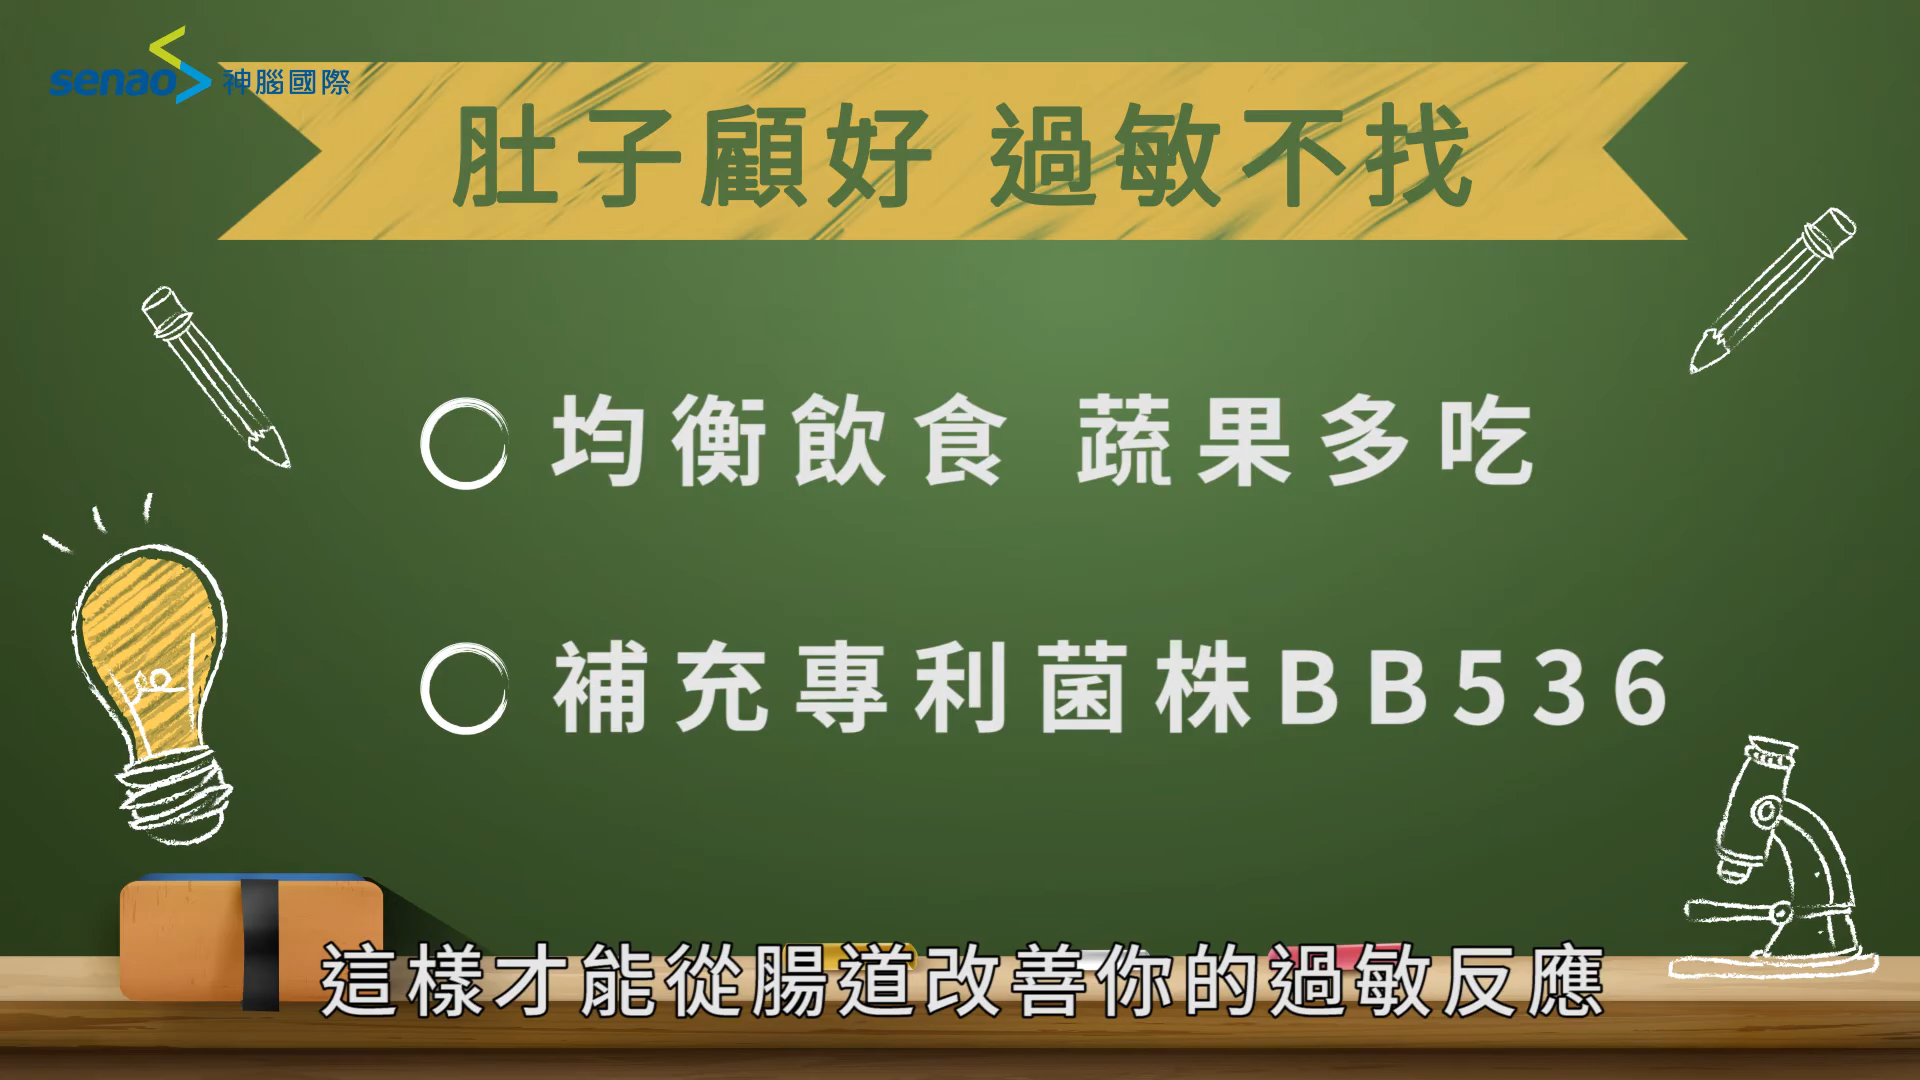 senao 神腦國際
肚子顧好 過敏不找
均衡飲食 蔬果多吃
補充專利菌株BB536
這樣才能從腸道改善你的過敏反應